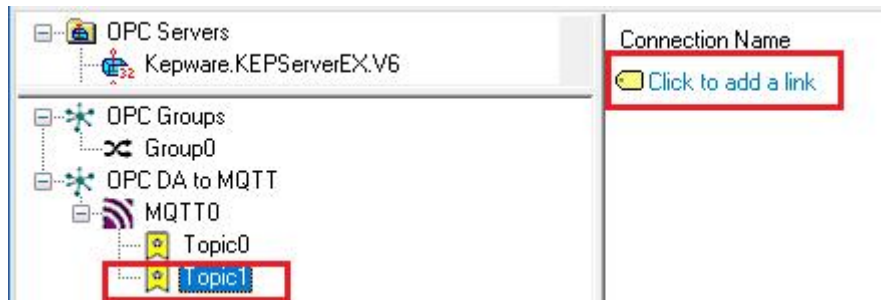 OPC Servers
Kepware.KEPServerEX.V6
OPC Groups
Group0
OPC DA to MQTT
MQTT0
Topic0
Topic1
Connection Name
Click to add a link